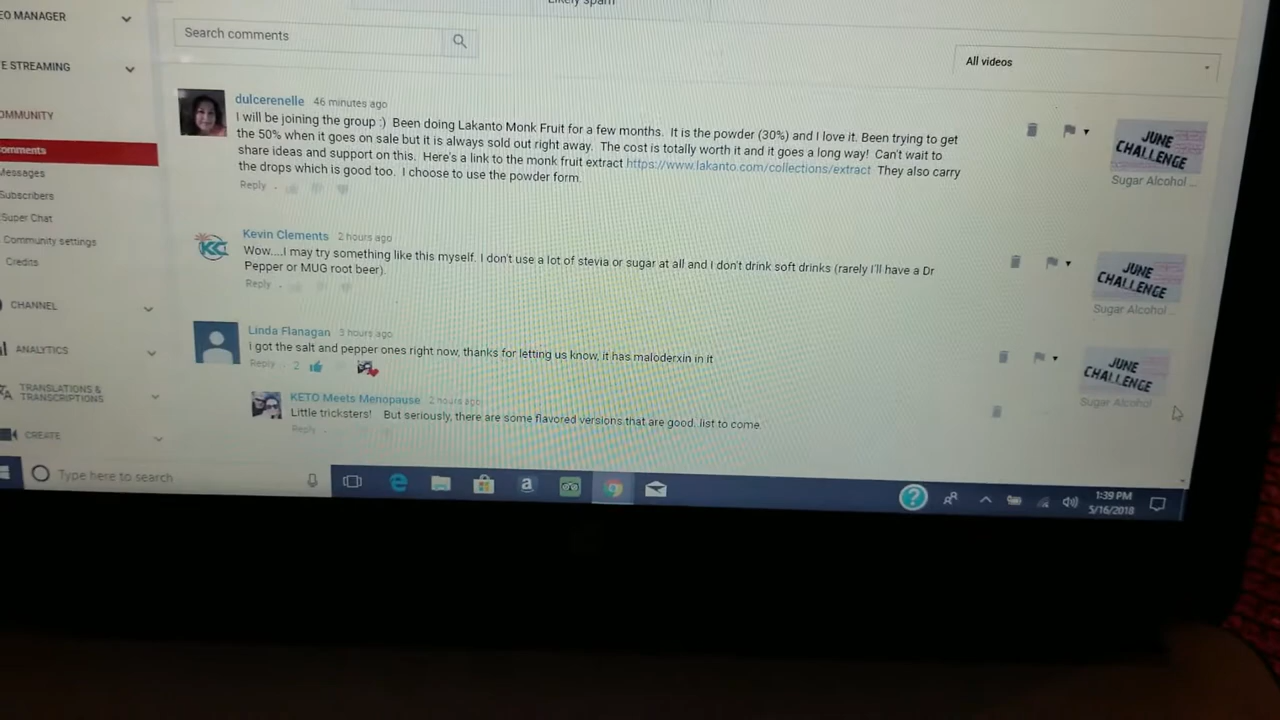 EO MANAGER
E STREAMING
OMMUNITY
omments
Messages
Subscribers
Super Chat
Community settings
Credits
CHANNEL
ANALYTICS
TRANSLATIONS &
TRANSCRIPTIONS
CREATE
Likely spam
Search comments
All videos
dulcerenelle 46 minutes ago
I will be joining the group :) Been doing Lakanto Monk Fruit for a few months. It is the powder (30%) and I love it. Been trying to get
the 50% when it goes on sale but it is always sold out right away. The cost is totally worth it and it goes a long way! Can't wait to
share ideas and support on this. Here's a link to the monk fruit extract https://www.lakanto.com/collections/extract They also carry
the drops which is good too. I choose to use the powder form.
Reply
JUNE
CHALLENGE
Sugar Alcohol ...
Kevin Clements 2 hours ago
Wow....I may try something like this myself. I don't use a lot of stevia or sugar at all and I don't drink soft drinks (rarely I'll have a Dr
Pepper or MUG root beer).
Reply
JUNE
CHALLENGE
Sugar Alcohol ...
Linda Flanagan hours ago
I got the salt and pepper ones right now, thanks for letting us know, it has maloderxin in it
Reply 2
JUNE
CHALLENGE
Sugar Alcohol
KETO Meets Menopause 2 hours ago
Little tricksters! But seriously, there are some flavored versions that are good. list to come
Reply
Type here to search
1:39 PM
5/16/2018